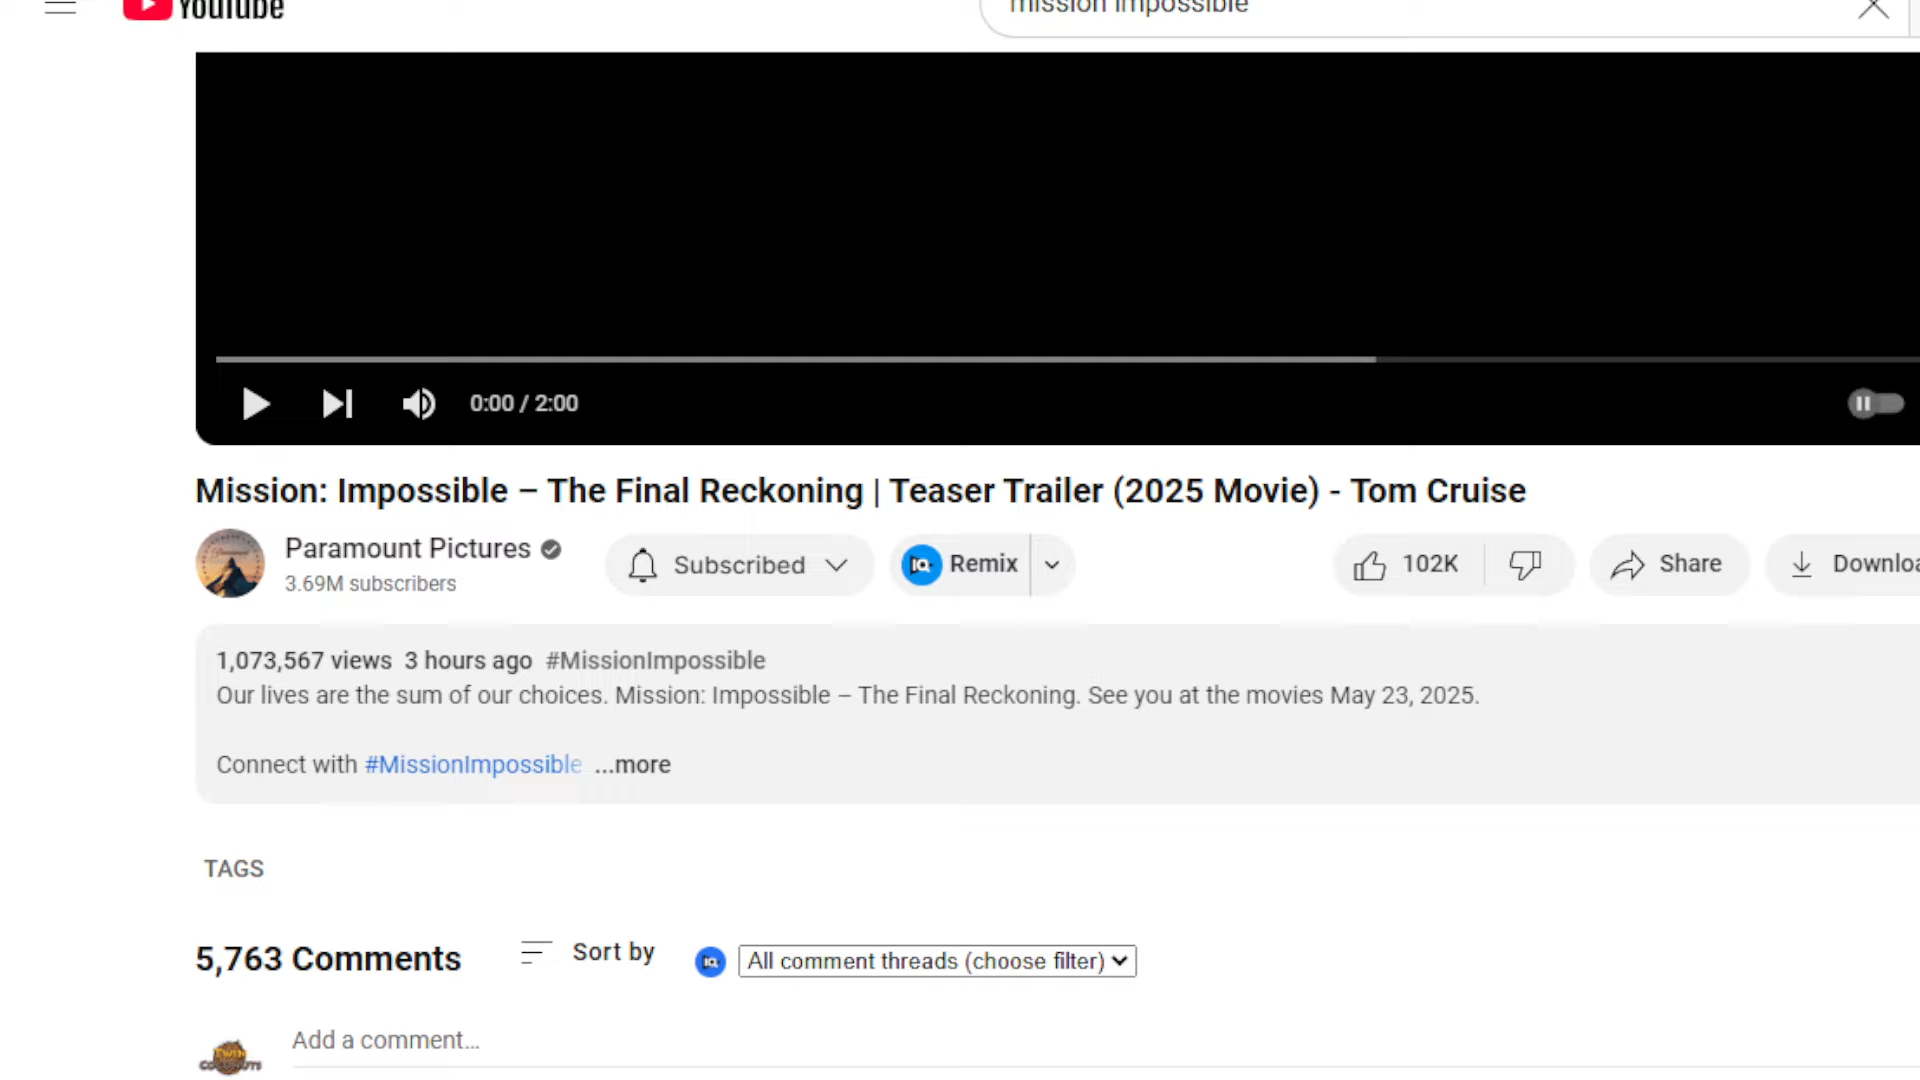 YouTube
mission impossible
0:00 / 2:00
Mission: Impossible – The Final Reckoning | Teaser Trailer (2025 Movie) - Tom Cruise
Paramount Pictures
3.69M subscribers
Subscribed
Remix
102K
Share
Downloa
1,073,567 views 3 hours ago #MissionImpossible
Our lives are the sum of our choices. Mission: Impossible – The Final Reckoning. See you at the movies May 23, 2025.
Connect with #MissionImpossible ...more
TAGS
5,763 Comments
Sort by
All comment threads (choose filter)
Add a comment...
TWIN
COCONUTS